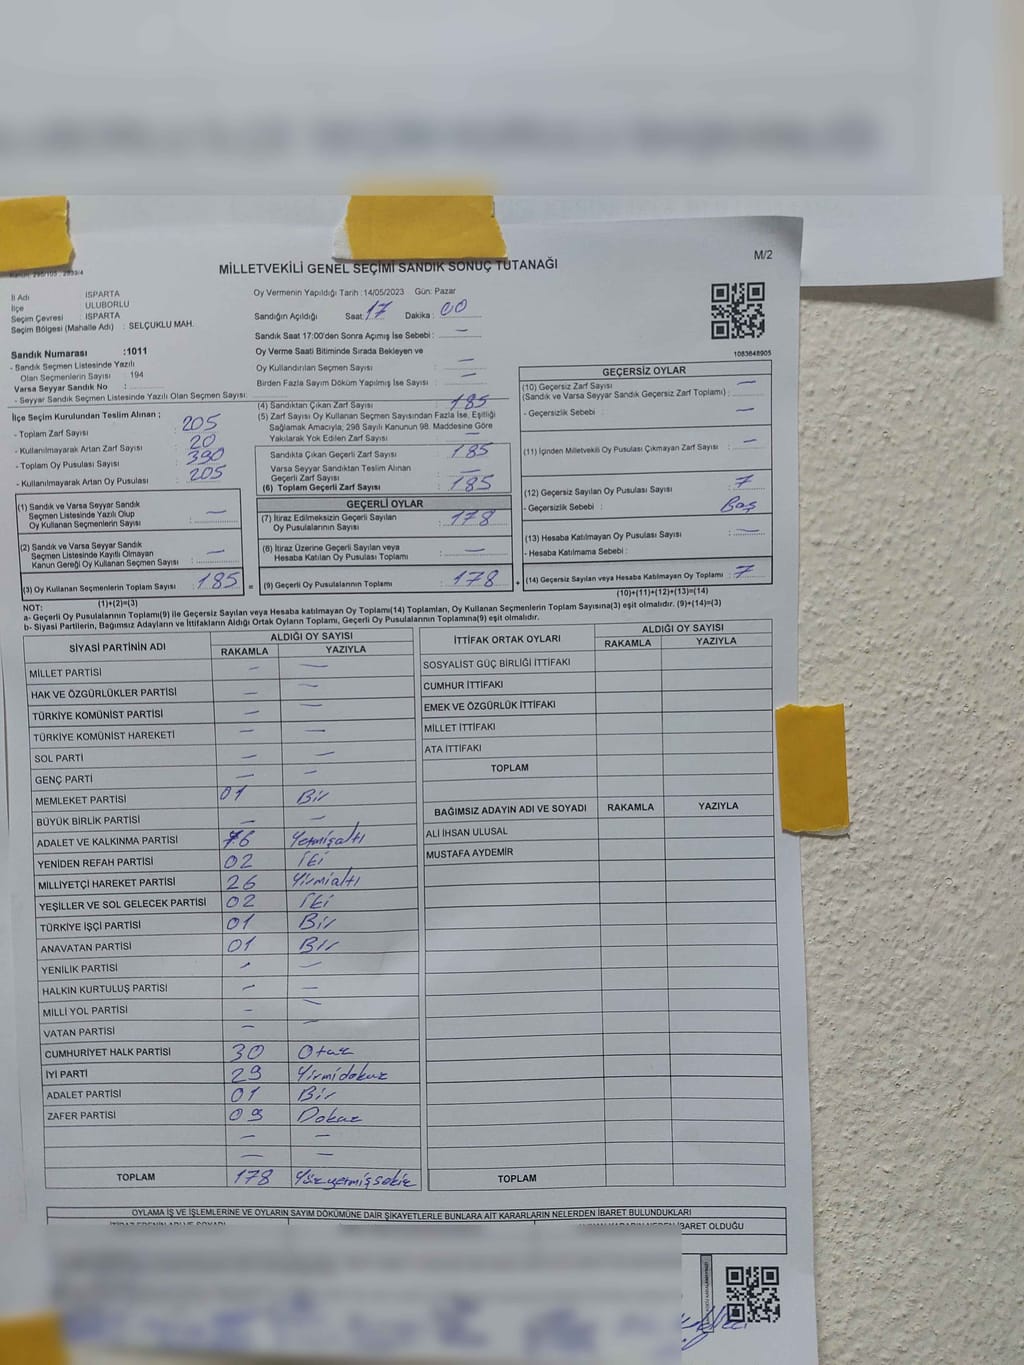 MİLLETVEKİLİ GENEL SEÇİMİ SANDIK SONUÇ TUTANAĞI
M/2
İl Adı ISPARTA
İlçe ULUBORLU
Seçim Çevresi : ISPARTA
Seçim Bölgesi (Mahalle Adı) : SELÇUKLU MAH.
Sandık Numarası :1011
- Sandık Seçmen Listesinde Yazılı
Olan Seçmenlerin Sayısı : 194
Varsa Seyyar Sandık No :
- Seyyar Sandık Seçmen Listesinde Yazılı Olan Seçmen Sayısı:
İlçe Seçim Kurulundan Teslim Alınan ;
- Toplam Zarf Sayısı : 205
- Kullanılmayarak Artan Zarf Sayısı : 20
- Toplam Oy Pusulası Sayısı : 390
- Kullanılmayarak Artan Oy Pusulası : 205
(1) Sandık ve Varsa Seyyar Sandık
Seçmen Listesinde Yazılı Olup
Oy Kullanan Seçmenlerin Sayısı : —
(2) Sandık ve Varsa Seyyar Sandık
Seçmen Listesinde Kayıtlı Olmayan
Kanun Gereği Oy Kullanan Seçmen Sayısı : —
(3) Oy Kullanan Seçmenlerin Toplam Sayısı : 185
(1)+(2)=(3)
Oy Vermenin Yapıldığı Tarih :14/05/2023 Gün: Pazar
Sandığın Açıldığı Saat: 17 Dakika : 00
Sandık Saat 17:00'den Sonra Açılmış İse Sebebi : —
Oy Verme Saati Bitiminde Sırada Bekleyen ve
Oy Kullandırılan Seçmen Sayısı : —
Birden Fazla Sayım Döküm Yapılmış İse Sayısı : —
(4) Sandıktan Çıkan Zarf Sayısı : 185
(5) Zarf Sayısı Oy Kullanan Seçmen Sayısından Fazla İse, Eşitliği
Sağlamak Amacıyla; 298 Sayılı Kanunun 98. Maddesine Göre
Yakılarak Yok Edilen Zarf Sayısı : —
Sandıkta Çıkan Geçerli Zarf Sayısı : 185
Varsa Seyyar Sandıktan Teslim Alınan
Geçerli Zarf Sayısı : —
(6) Toplam Geçerli Zarf Sayısı : 185
GEÇERLİ OYLAR
(7) İtiraz Edilmeksizin Geçerli Sayılan
Oy Pusulalarının Sayısı : 178
(8) İtiraz Üzerine Geçerli Sayılan veya
Hesaba Katılan Oy Pusulası Toplamı : —
(9) Geçerli Oy Pusulalarının Toplamı : 178
1083648905
GEÇERSİZ OYLAR
(10) Geçersiz Zarf Sayısı
(Sandık ve Varsa Seyyar Sandık Geçersiz Zarf Toplamı) : —
- Geçersizlik Sebebi : —
(11) İçinden Milletvekili Oy Pusulası Çıkmayan Zarf Sayısı : —
(12) Geçersiz Sayılan Oy Pusulası Sayısı : 7
- Geçersizlik Sebebi : Boş
(13) Hesaba Katılmayan Oy Pusulası Sayısı : —
- Hesaba Katılmama Sebebi :
(14) Geçersiz Sayılan veya Hesaba Katılmayan Oy Toplamı : 7
(10)+(11)+(12)+(13)=(14)
NOT:
a- Geçerli Oy Pusulalarının Toplamı(9) ile Geçersiz Sayılan veya Hesaba katılmayan Oy Toplamı(14) Toplamları, Oy Kullanan Seçmenlerin Toplam Sayısına(3) eşit olmalıdır. (9)+(14)=(3)
b- Siyasi Partilerin, Bağımsız Adayların ve İttifakların Aldığı Ortak Oyların Toplamı, Geçerli Oy Pusulalarının Toplamına(9) eşit olmalıdır.
SİYASİ PARTİNİN ADI ALDIĞI OY SAYISI
RAKAMLA YAZIYLA
MİLLET PARTİSİ — —
HAK VE ÖZGÜRLÜKLER PARTİSİ — —
TÜRKİYE KOMÜNİST PARTİSİ — —
TÜRKİYE KOMÜNİST HAREKETİ — —
SOL PARTİ — —
GENÇ PARTİ — —
MEMLEKET PARTİSİ 01 Bir
BÜYÜK BİRLİK PARTİSİ — —
ADALET VE KALKINMA PARTİSİ 76 Yetmişaltı
YENİDEN REFAH PARTİSİ 02 İki
MİLLİYETÇİ HAREKET PARTİSİ 26 Yirmialtı
YEŞİLLER VE SOL GELECEK PARTİSİ 02 İki
TÜRKİYE İŞÇİ PARTİSİ 01 Bir
ANAVATAN PARTİSİ 01 Bir
YENİLİK PARTİSİ — —
HALKIN KURTULUŞ PARTİSİ — —
MİLLİ YOL PARTİSİ — —
VATAN PARTİSİ — —
CUMHURİYET HALK PARTİSİ 30 Otuz
İYİ PARTİ 29 Yirmidokuz
ADALET PARTİSİ 01 Bir
ZAFER PARTİSİ 09 Dokuz
— —
— —
TOPLAM 178 Yüzyetmişsekiz
İTTİFAK ORTAK OYLARI ALDIĞI OY SAYISI
RAKAMLA YAZIYLA
SOSYALİST GÜÇ BİRLİĞİ İTTİFAKI
CUMHUR İTTİFAKI
EMEK VE ÖZGÜRLÜK İTTİFAKI
MİLLET İTTİFAKI
ATA İTTİFAKI
TOPLAM
BAĞIMSIZ ADAYIN ADI VE SOYADI RAKAMLA YAZIYLA
ALİ İHSAN ULUSAL
MUSTAFA AYDEMİR
TOPLAM
OYLAMA İŞ VE İŞLEMLERİNE VE OYLARIN SAYIM DÖKÜMÜNE DAİR ŞİKAYETLERLE BUNLARA AİT KARARLARIN NELERDEN İBARET BULUNDUKLARI
İBARET OLDUĞU